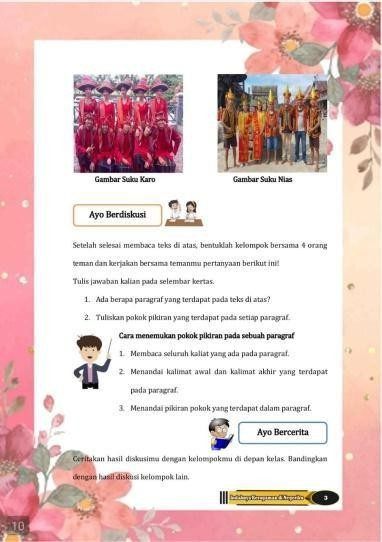 Gambar Suku Karo
Gambar Suku Nias
Ayo Berdiskusi
Setelah selesai membaca teks di atas, bentuklah kelompok bersama 4 orang
teman dan kerjakan bersama temanmu pertanyaan berikut ini!
Tulis jawaban kalian pada selembar kertas.
1. Ada berapa paragraf yang terdapat pada teks di atas?
2. Tuliskan pokok pikiran yang terdapat pada setiap paragraf.
Cara menemukan pokok pikiran pada sebuah paragraf
1. Membaca seluruh kaliat yang ada pada paragraf.
2. Menandai kalimat awal dan kalimat akhir yang terdapat
pada paragraf.
3. Menandai pikiran pokok yang terdapat dalam paragraf.
Ayo Bercerita
Ceritakan hasil diskusimu dengan kelompokmu di depan kelas. Bandingkan
dengan hasil diskusi kelompok lain.
Indahnya Keragaman di Negeriku
3
10